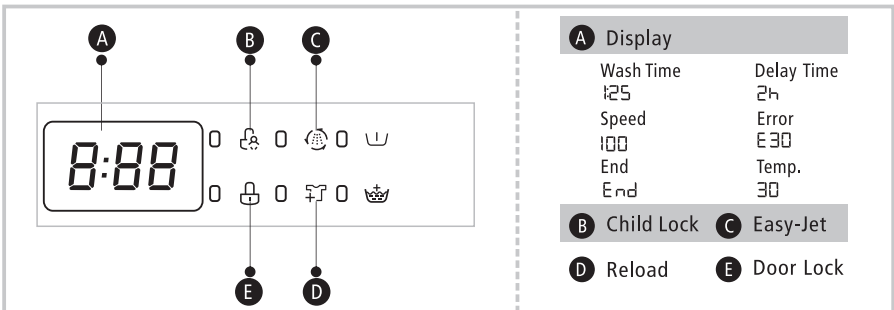 A
B
C
8:88
E
D
A Display
Wash Time Delay Time
1:25 2h
Speed Error
100 E30
End Temp.
End 30
B Child Lock C Easy-Jet
D Reload E Door Lock